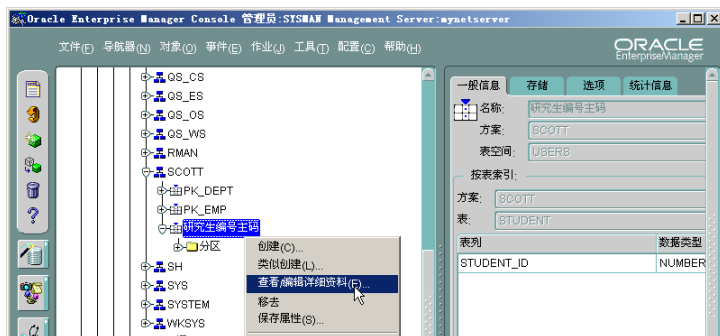 Oracle Enterprise Manager Console 管理员:SYSMAN Management Server:mynetserver
文件(F) 导航器(N) 对象(O) 事件(E) 作业(J) 工具(T) 配置(C) 帮助(H)
ORACLE
EnterpriseManager
QS_CS
QS_ES
QS_OS
QS_WS
RMAN
SCOTT
PK_DEPT
PK_EMP
研究生编号主码
分区
SH
SYS
SYSTEM
WKSYS
创建(C)...
类似创建(L)...
查看/编辑详细资料(E)...
移去
保存属性(S)...
一般信息 存储 选项 统计信息
名称: 研究生编号主码
方案: SCOTT
表空间: USERS
按表索引:
方案: SCOTT
表: STUDENT
表列 数据类型
STUDENT_ID NUMBER